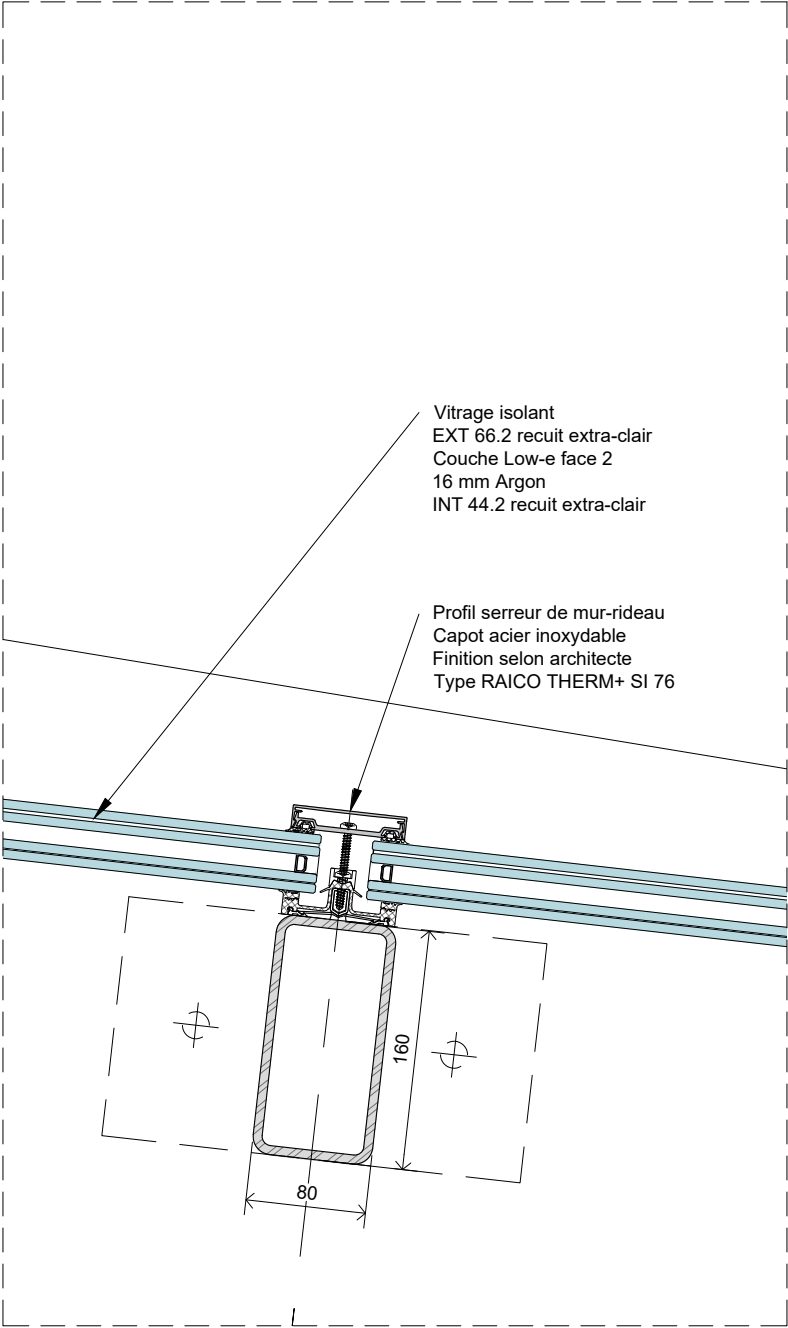 Vitrage isolant
EXT 66.2 recuit extra-clair
Couche Low-e face 2
16 mm Argon
INT 44.2 recuit extra-clair
Profil serreur de mur-rideau
Capot acier inoxydable
Finition selon architecte
Type RAICO THERM+ SI 76
160
80